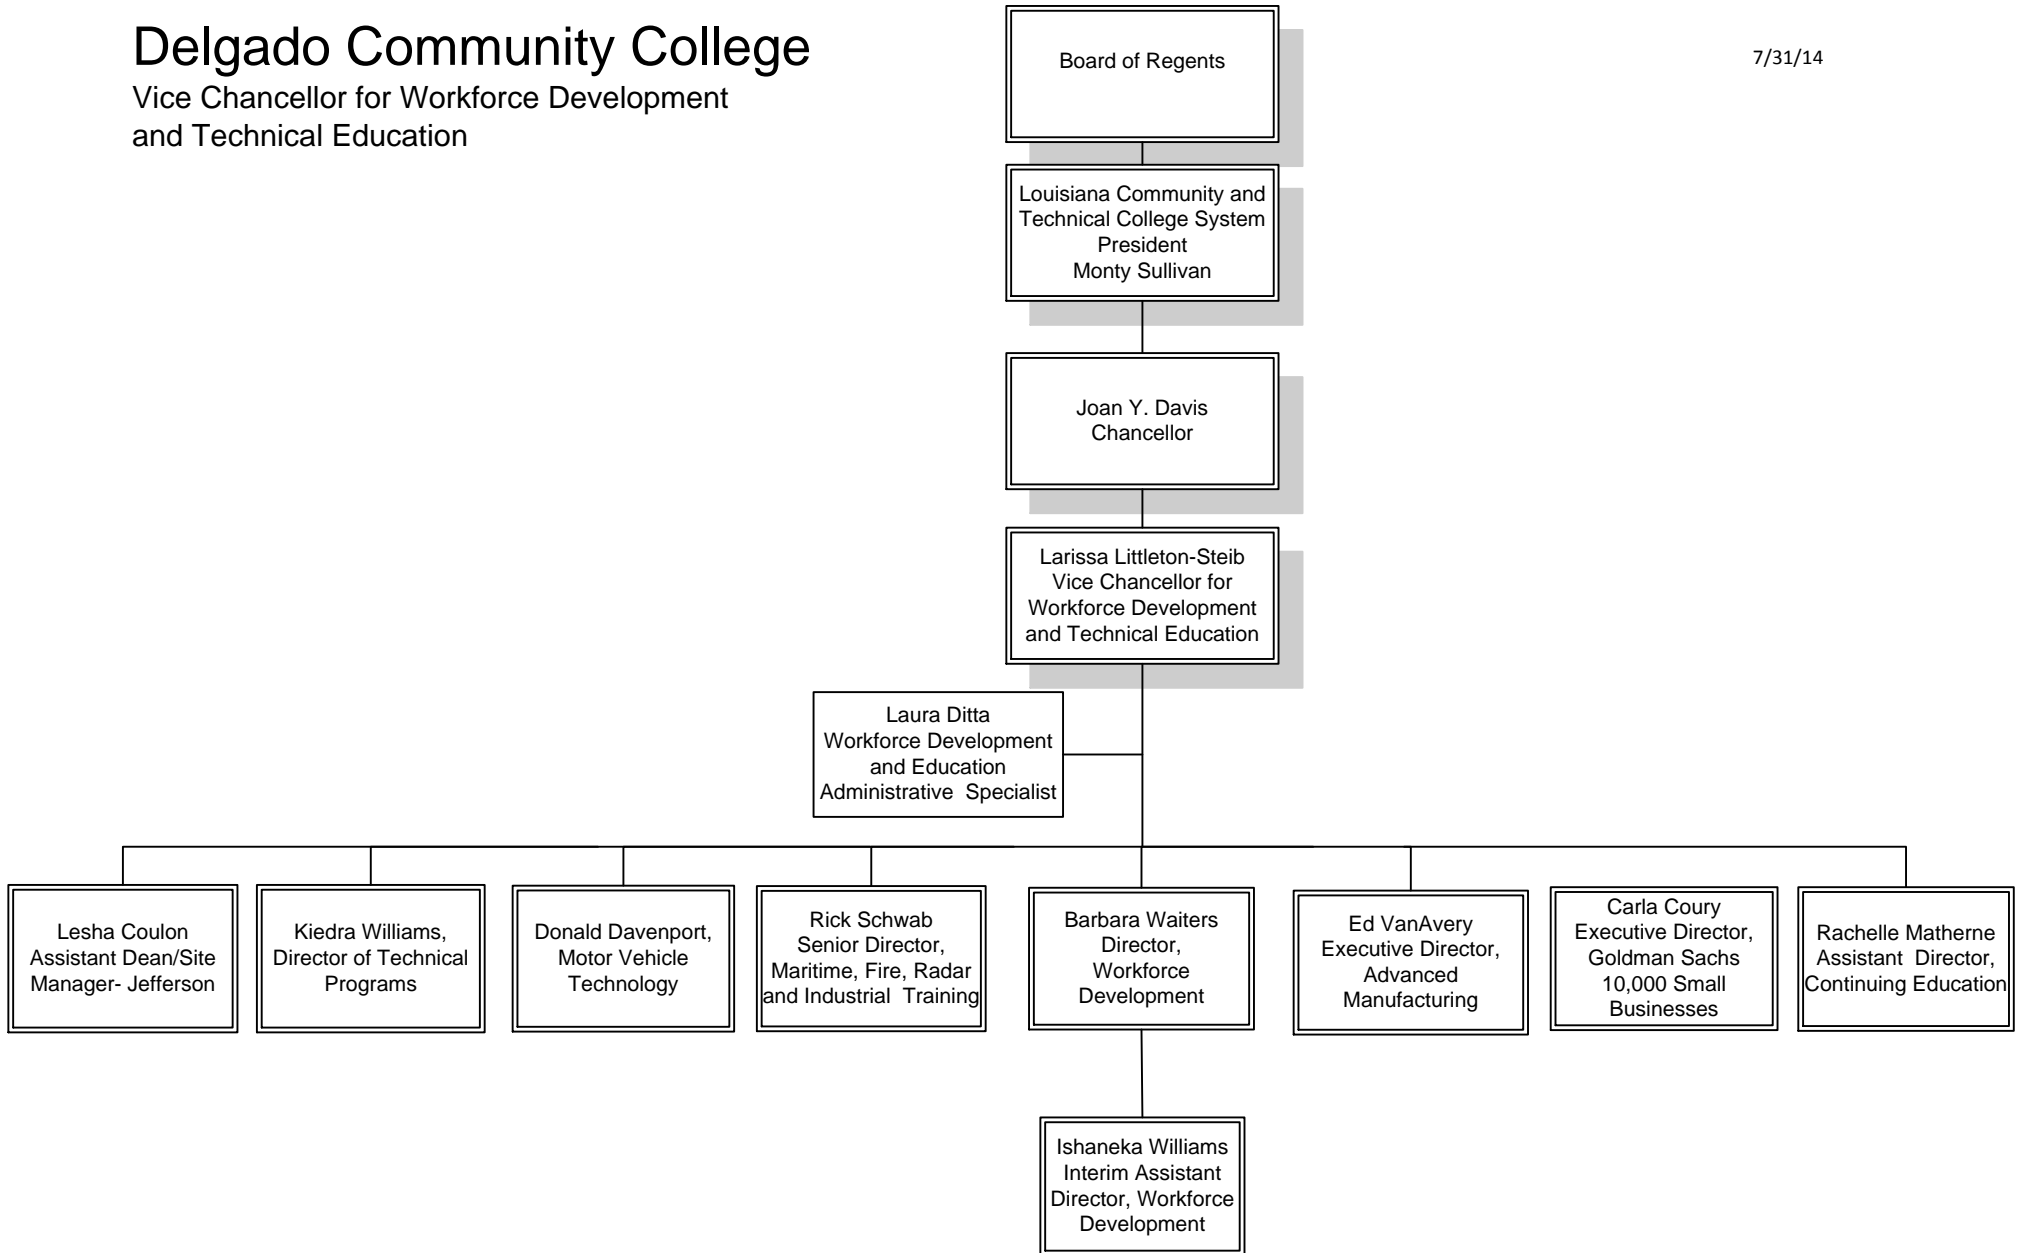 Delgado Community College
Vice Chancellor for Workforce Development
and Technical Education
7/31/14
Board of Regents
Louisiana Community and
Technical College System
President
Monty Sullivan
Joan Y. Davis
Chancellor
Larissa Littleton-Steib
Vice Chancellor for
Workforce Development
and Technical Education
Laura Ditta
Workforce Development
and Education
Administrative  Specialist
Lesha Coulon
Assistant Dean/Site
Manager- Jefferson
Kiedra Williams,
Director of Technical
Programs
Donald Davenport,
Motor Vehicle
Technology
Rick Schwab
Senior Director,
Maritime, Fire, Radar
and Industrial  Training
Barbara Waiters
Director,
Workforce
Development
Ed VanAvery
Executive Director,
Advanced
Manufacturing
Carla Coury
Executive Director,
Goldman Sachs
10,000 Small
Businesses
Rachelle Matherne
Assistant  Director,
Continuing Education
Ishaneka Williams
Interim Assistant
Director, Workforce
Development